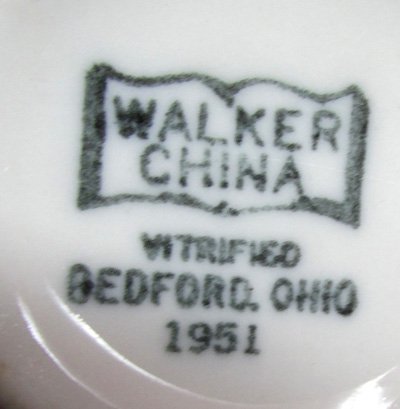 WALKER
CHINA
VITRIFIED
BEDFORD, OHIO
1951